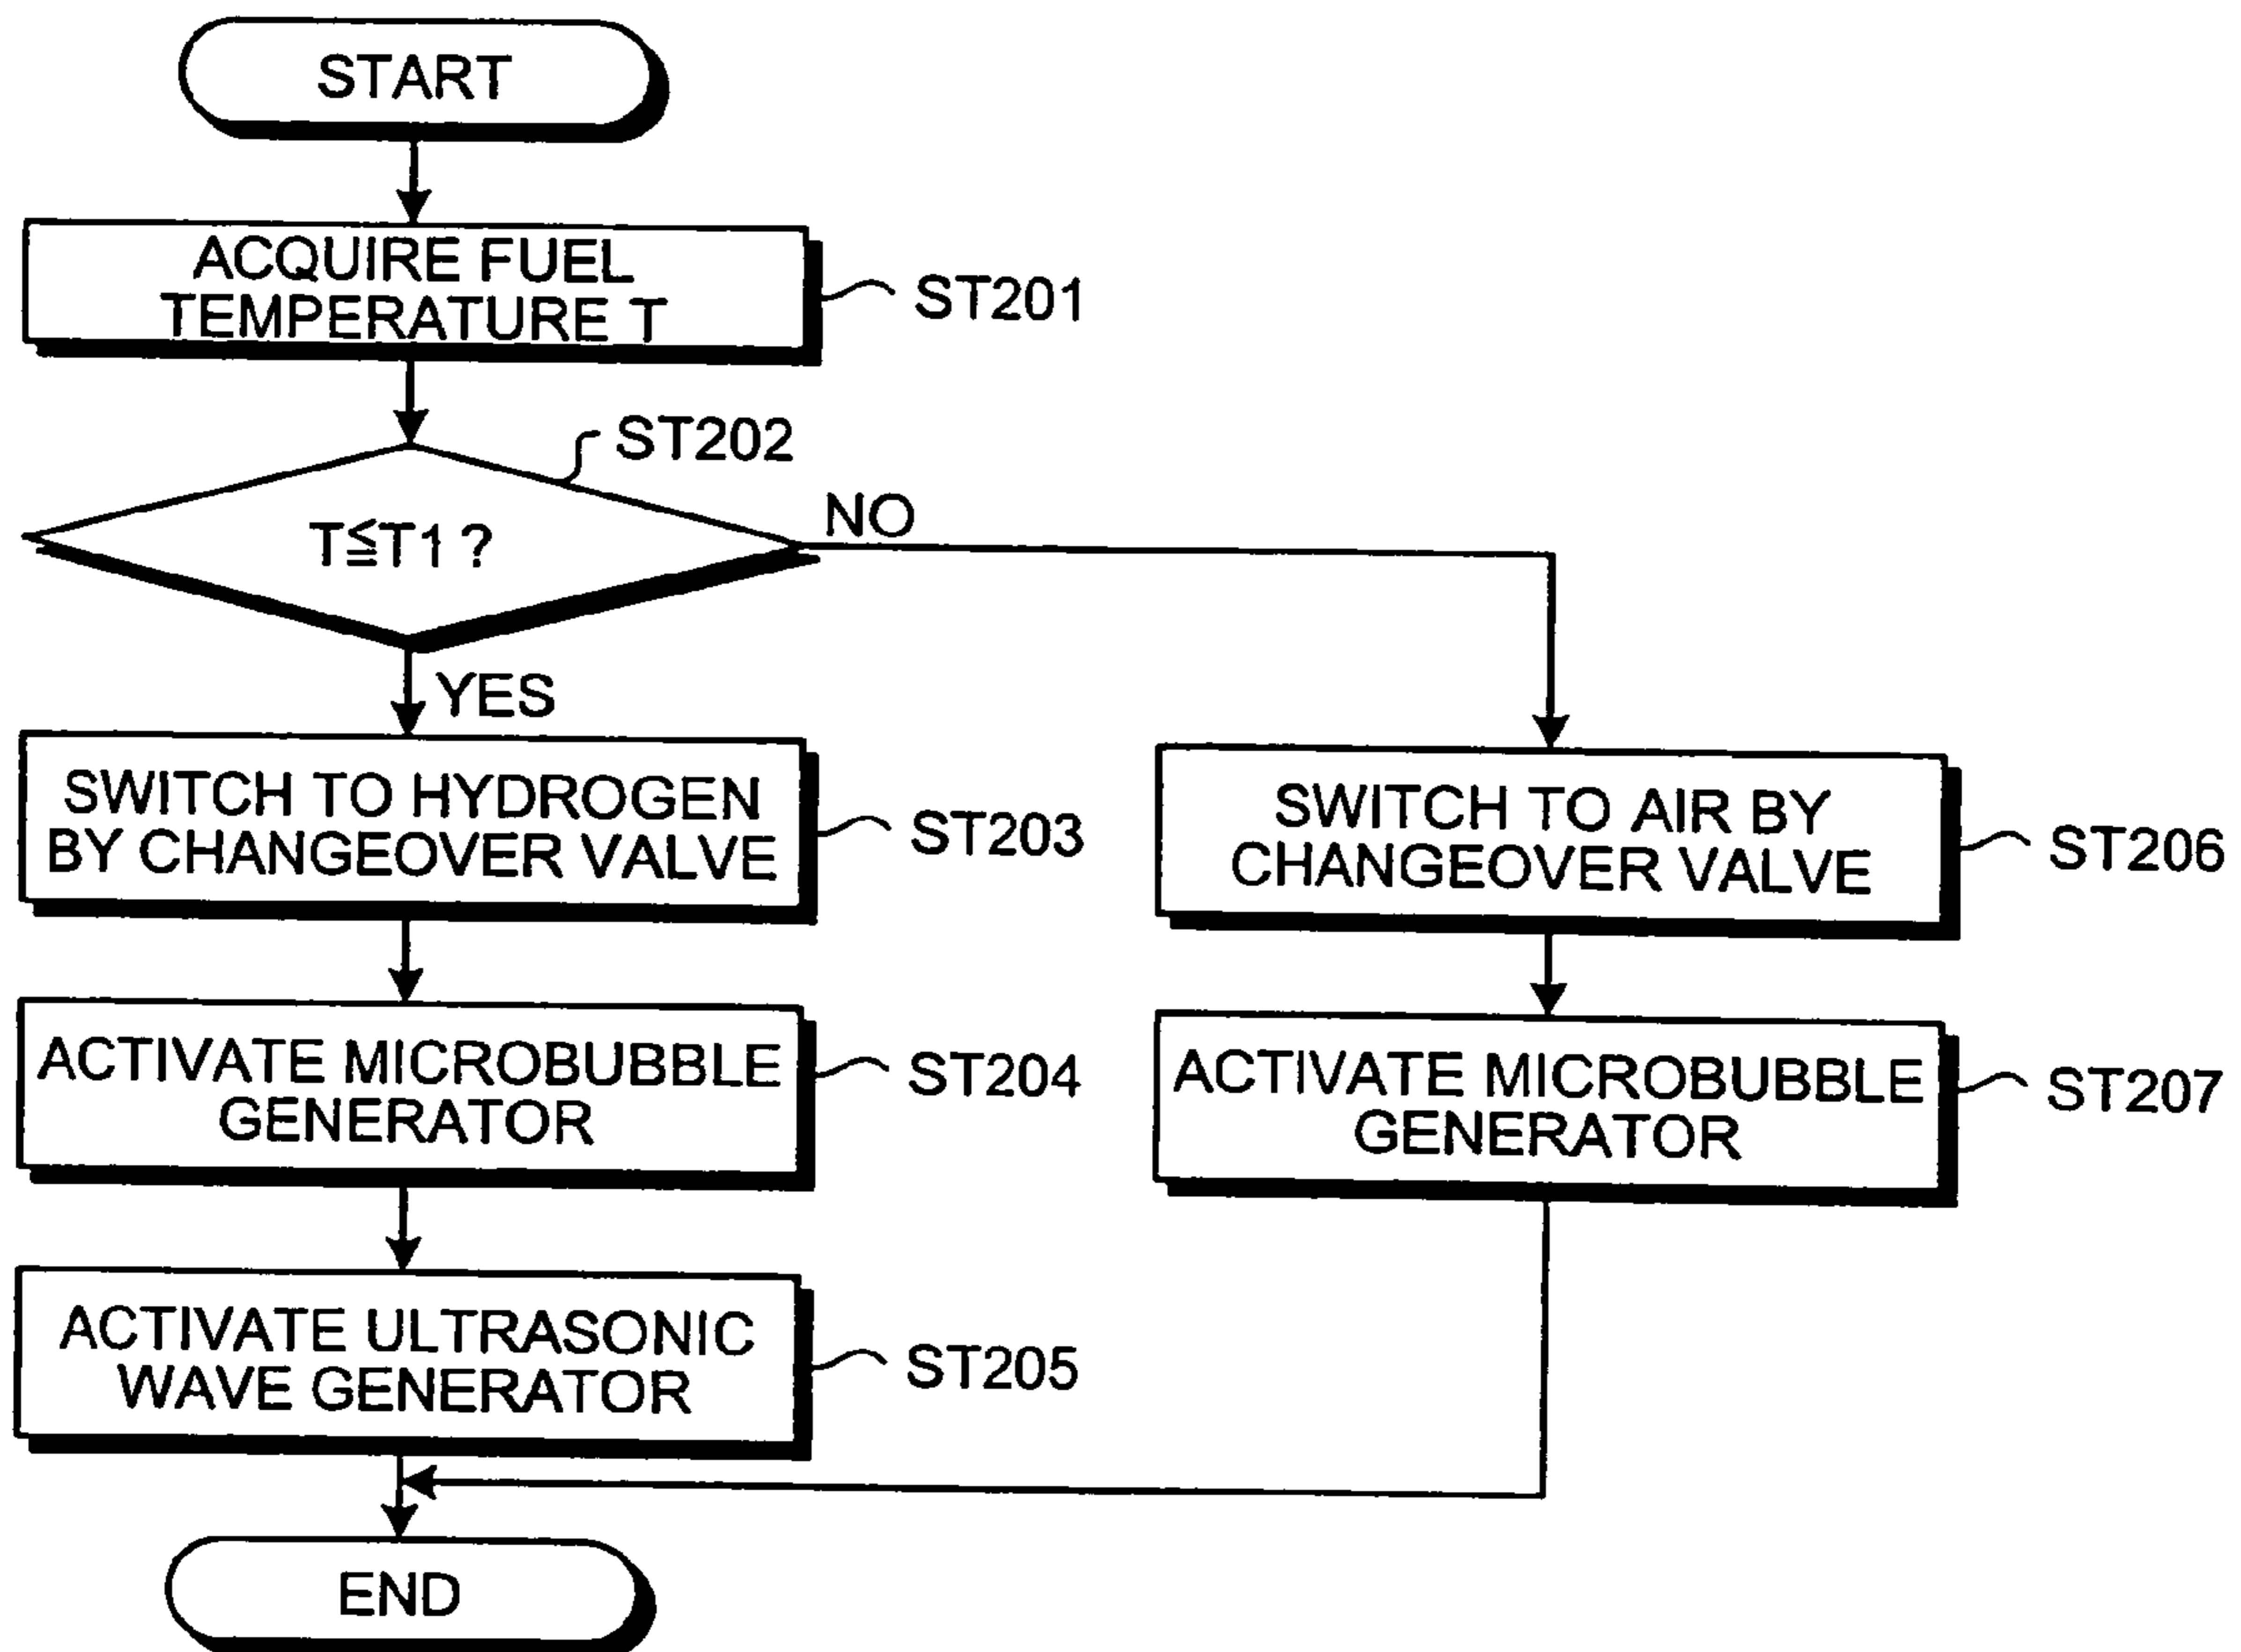 START
ACQUIRE FUEL
TEMPERATURE T
ST201
ST202
T≦T1 ?
NO
YES
SWITCH TO HYDROGEN
BY CHANGEOVER VALVE
ST203
SWITCH TO AIR BY
CHANGEOVER VALVE
ST206
ACTIVATE MICROBUBBLE
GENERATOR
ST204
ACTIVATE MICROBUBBLE
GENERATOR
ST207
ACTIVATE ULTRASONIC
WAVE GENERATOR
ST205
END